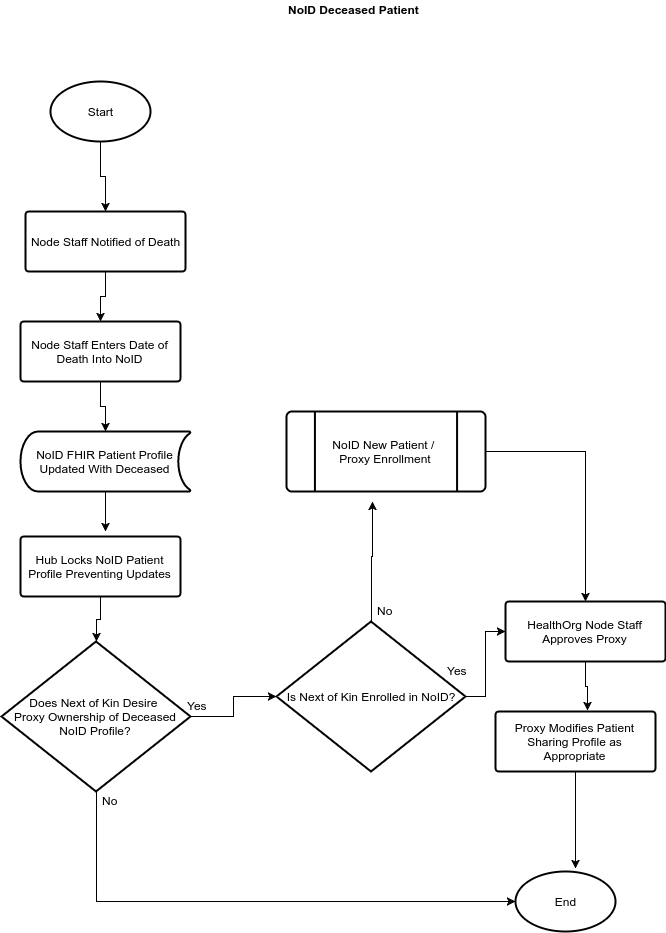 NoID Deceased Patient
Start
Node Staff Notified of Death
Node Staff Enters Date of
Death Into NoID
NoID FHIR Patient Profile
Updated With Deceased
NoID New Patient /
Proxy Enrollment
Hub Locks NoID Patient
Profile Preventing Updates
No
HealthOrg Node Staff
Approves Proxy
Does Next of Kin Desire
Proxy Ownership of Deceased
NoID Profile?
Yes
Is Next of Kin Enrolled in NoID?
Yes
Proxy Modifies Patient
Sharing Profile as
Appropriate
No
End